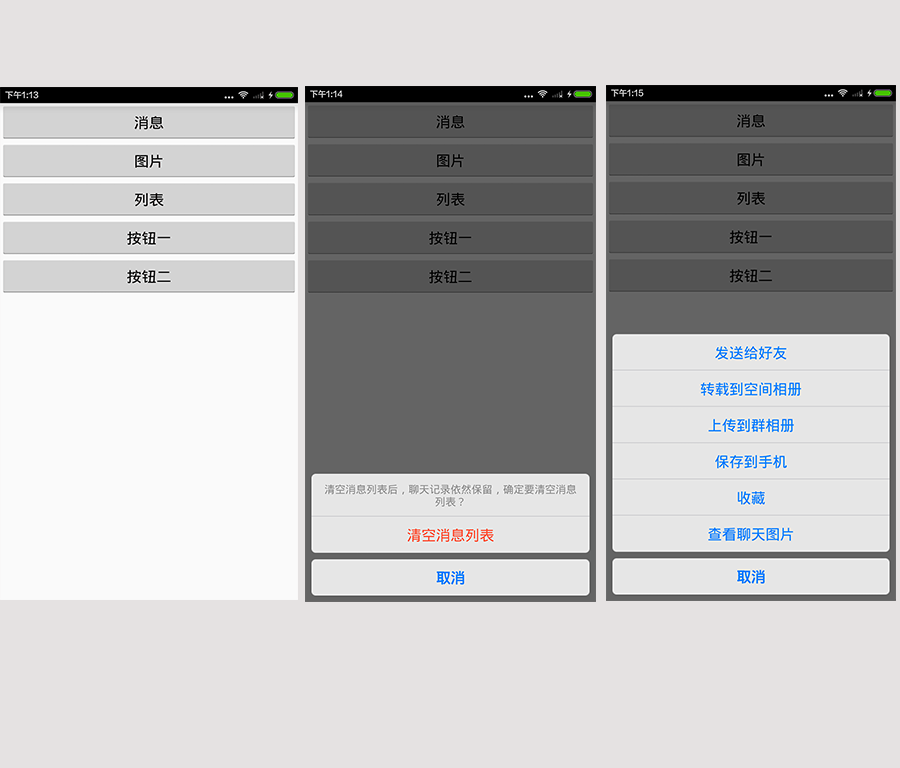 下午1:13
消息
图片
列表
按钮一
按钮二
下午1:14
消息
图片
列表
按钮一
按钮二
清空消息列表后，聊天记录依然保留，确定要清空消息
列表？
清空消息列表
取消
下午1:15
消息
图片
列表
按钮一
按钮二
发送给好友
转载到空间相册
上传到群相册
保存到手机
收藏
查看聊天图片
取消